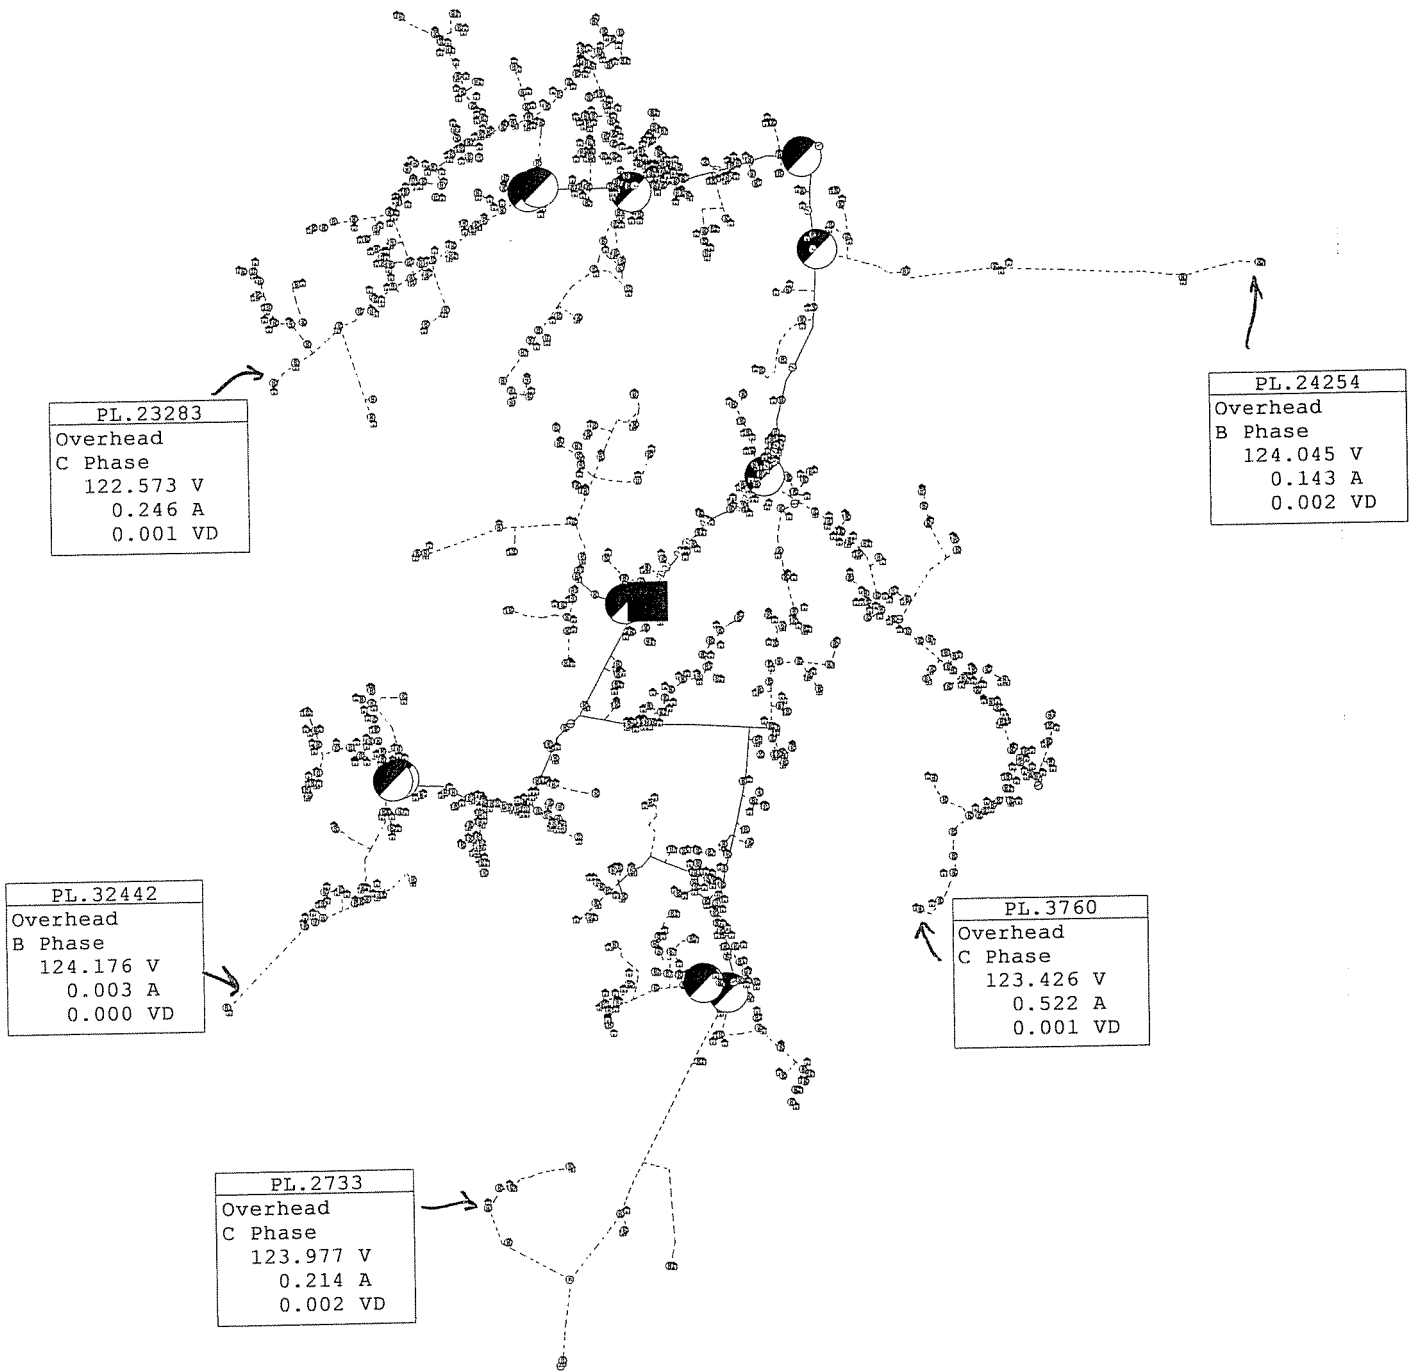 PL.23283
Overhead
C Phase
122.573 V
0.246 A
0.001 VD
PL.24254
Overhead
B Phase
124.045 V
0.143 A
0.002 VD
PL.32442
Overhead
B Phase
124.176 V
0.003 A
0.000 VD
PL.3760
Overhead
C Phase
123.426 V
0.522 A
0.001 VD
PL.2733
Overhead
C Phase
123.977 V
0.214 A
0.002 VD